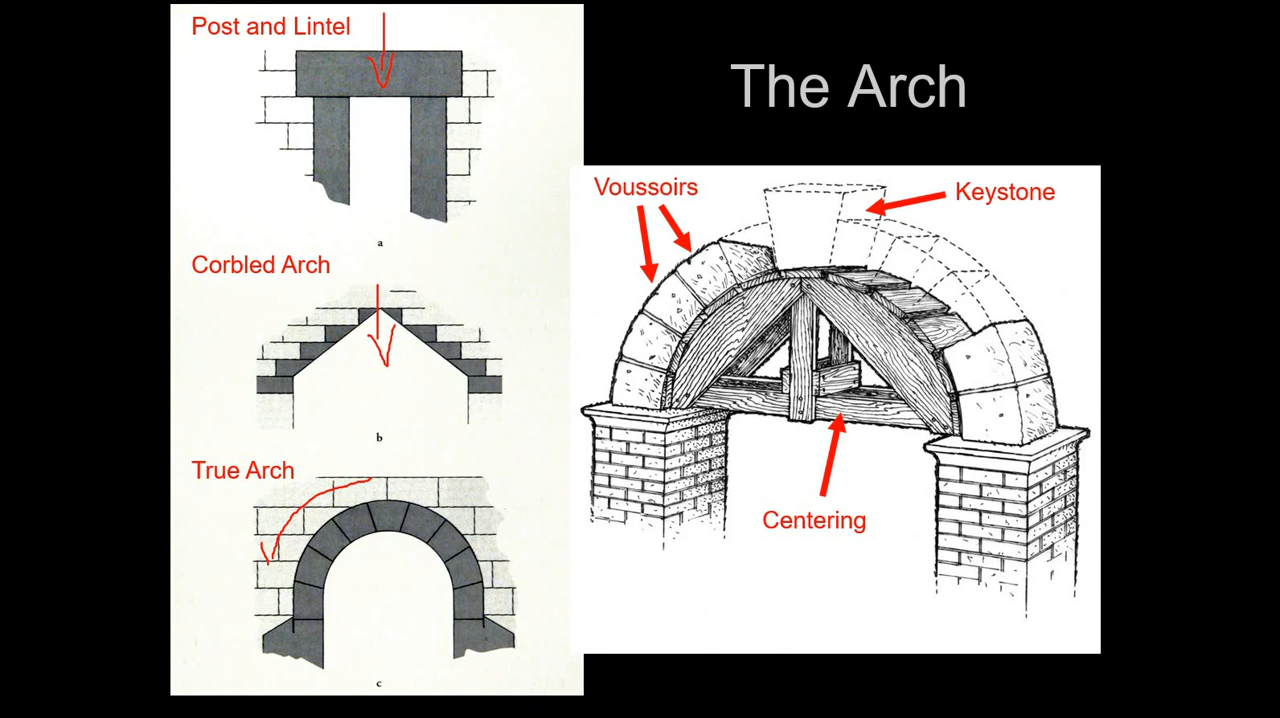 Post and Lintel
The Arch
a
Corbled Arch
b
True Arch
c
Voussoirs
Keystone
Centering